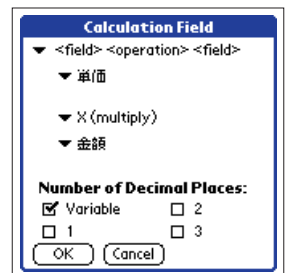 Calculation Field
<field> <operation> <field>
単価
X (multiply)
金額
Number of Decimal Places:
Variable 2
1 3
OK Cancel